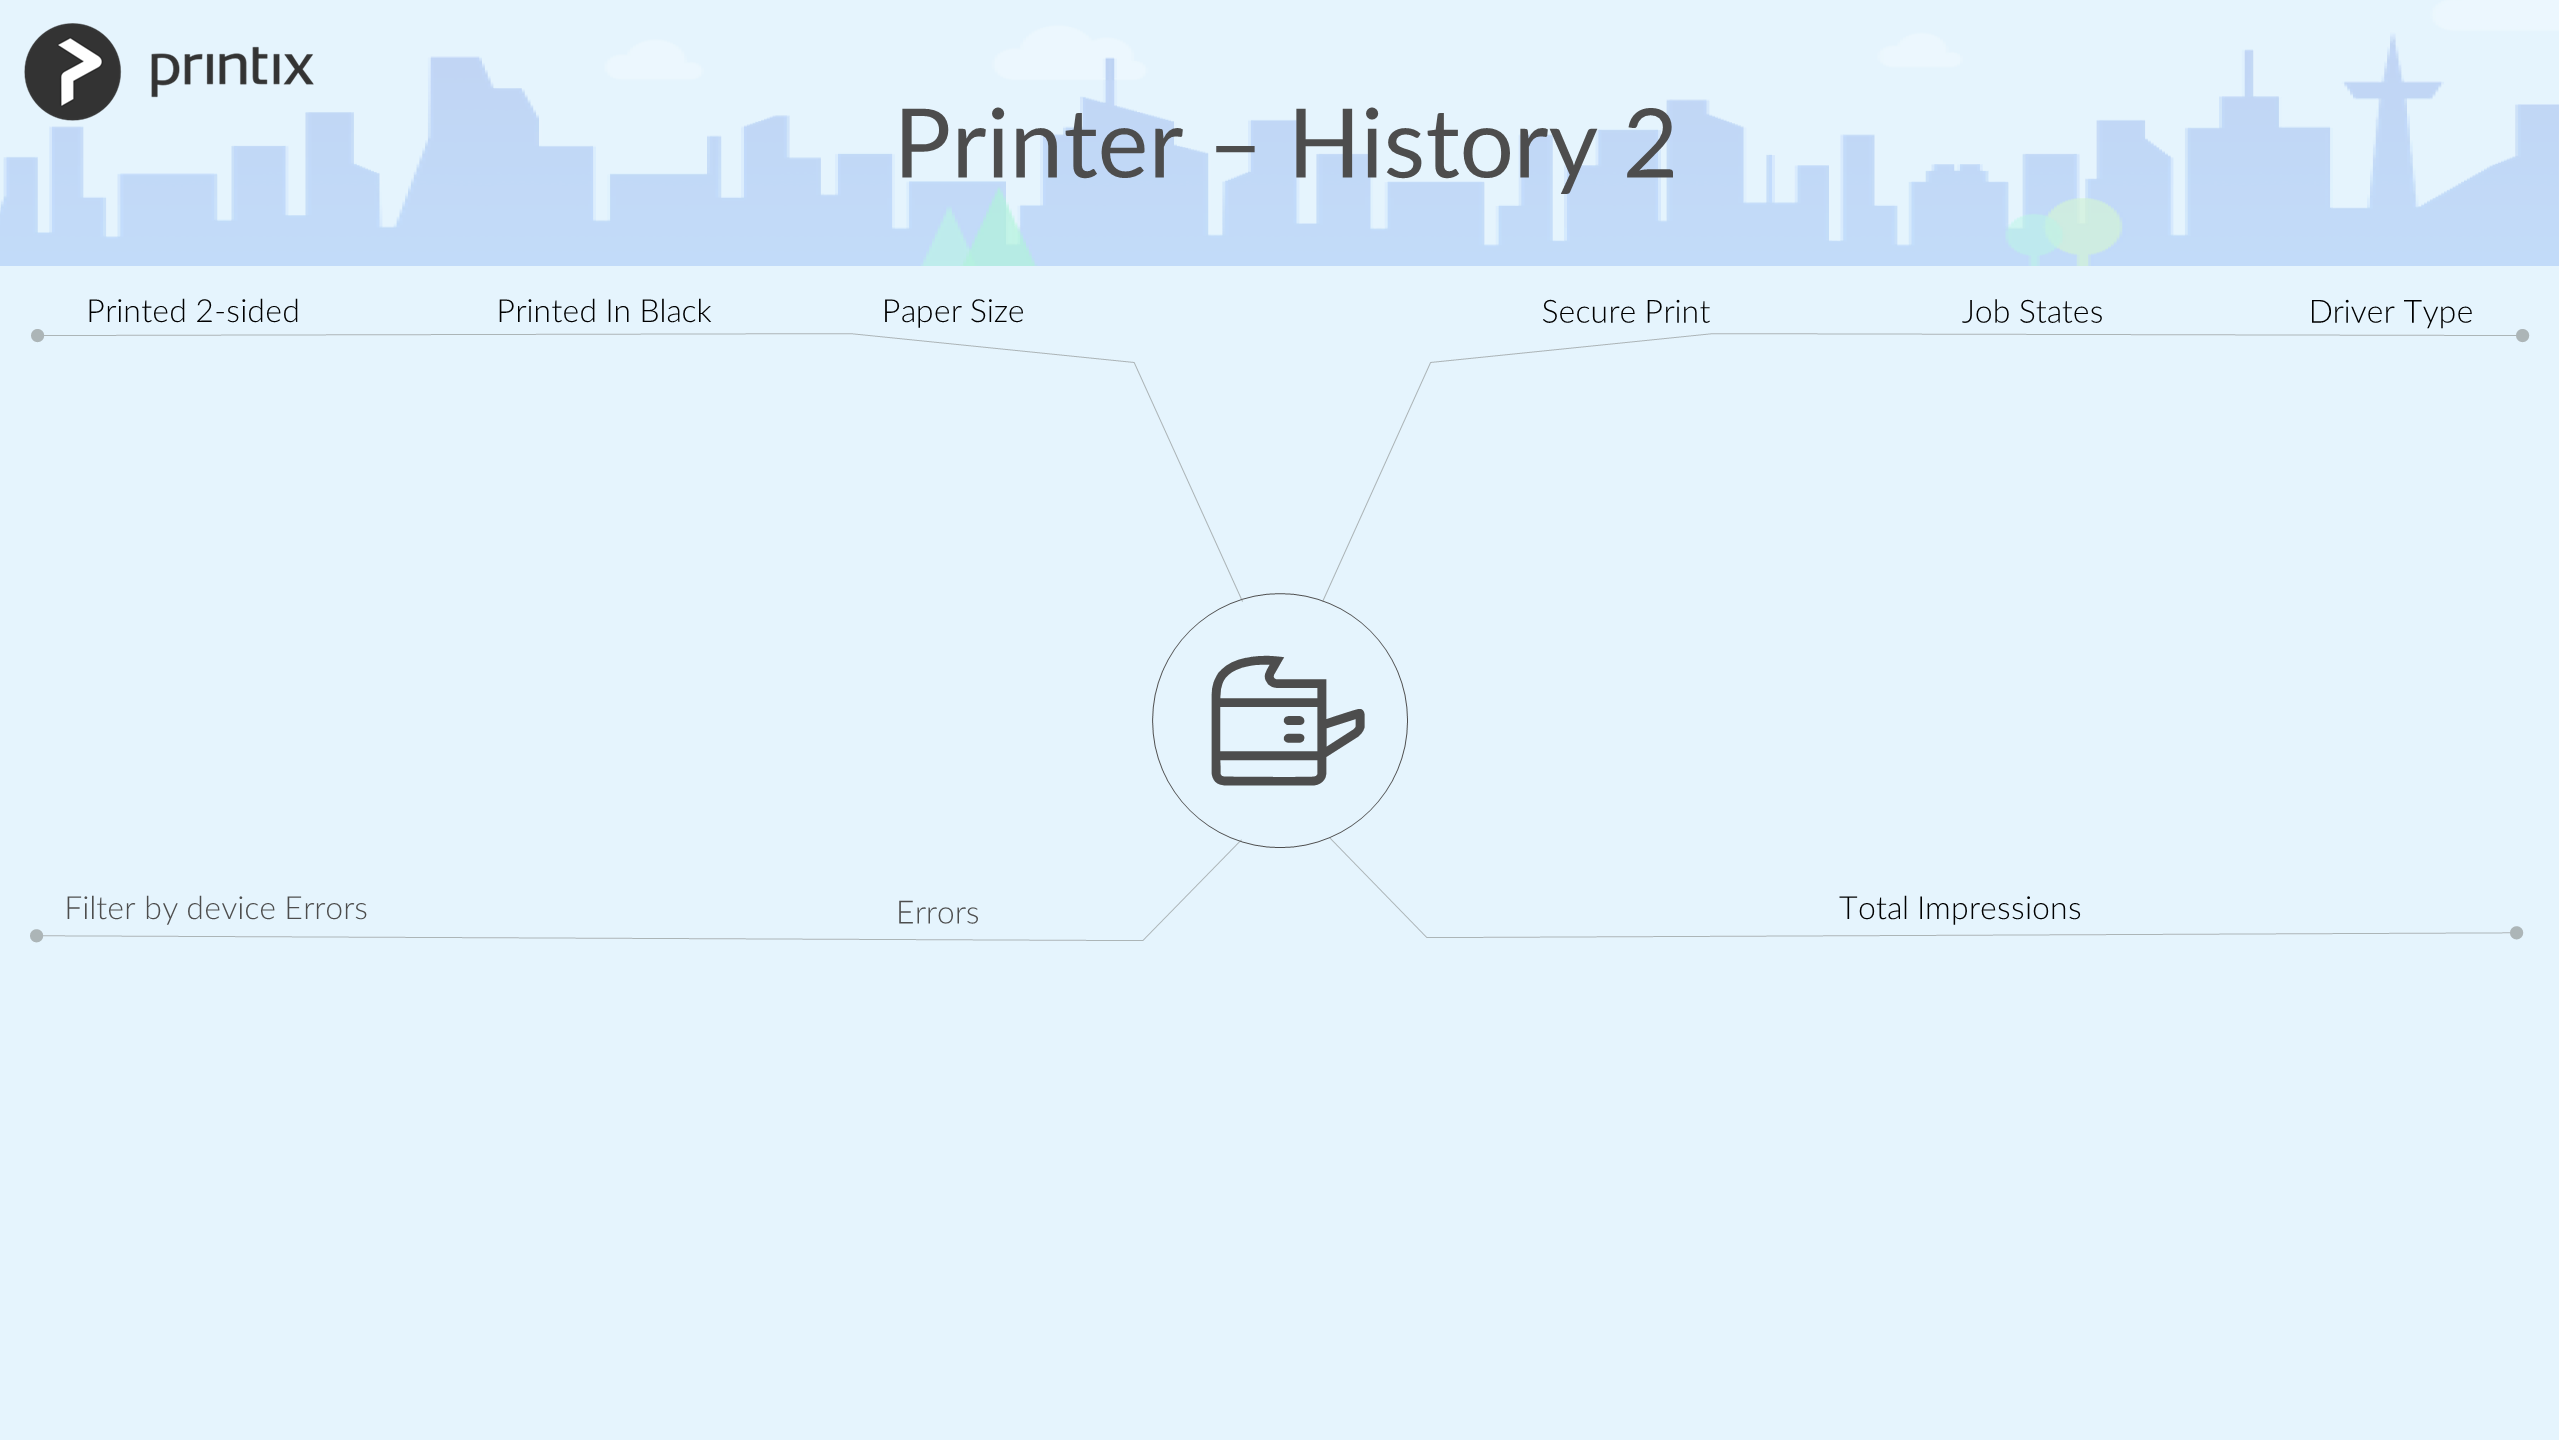 printix
Printer – History 2
Printed 2-sided
Printed In Black
Paper Size
Secure Print
Job States
Driver Type
Filter by device Errors
Errors
Total Impressions